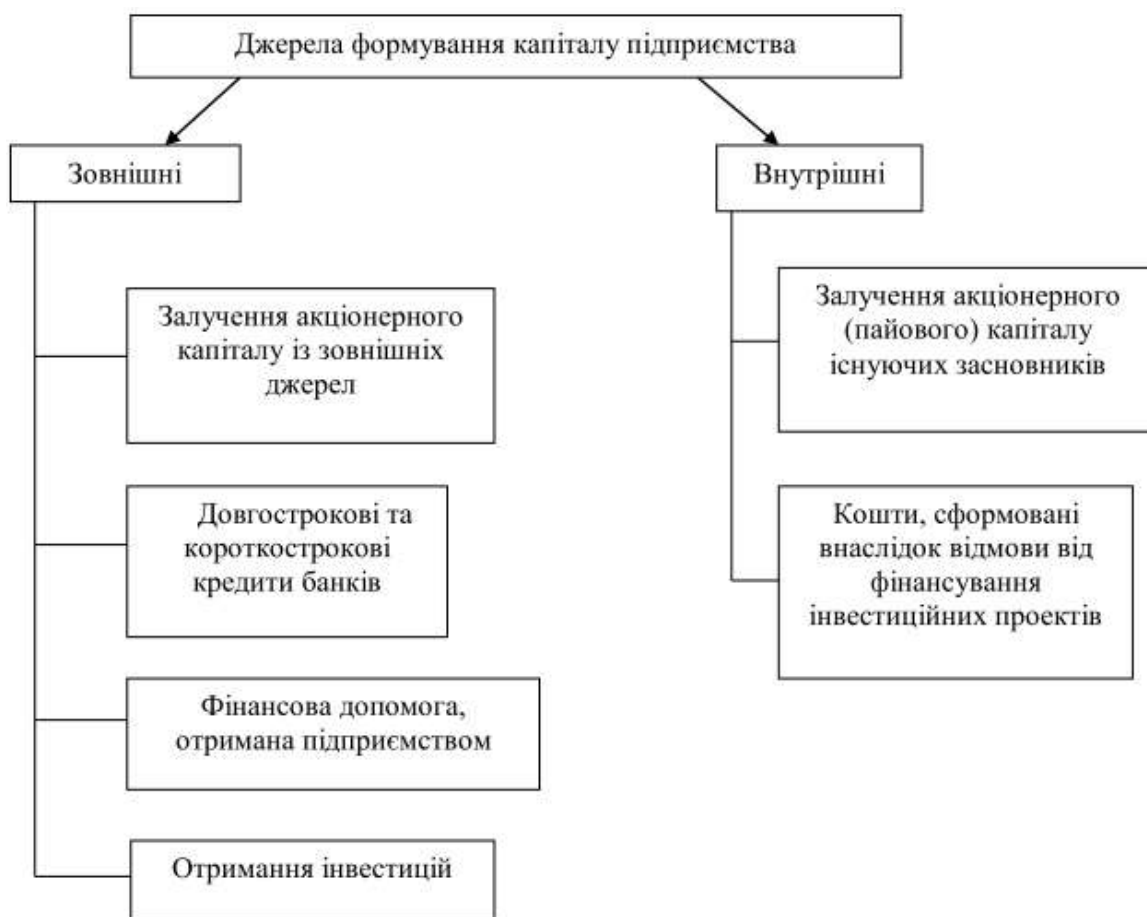 Джерела формування капіталу підприємства
Зовнішні
Внутрішні
Залучення акціонерного
капіталу із зовнішніх
джерел
Довгострокові та
короткострокові
кредити банків
Фінансова допомога,
отримана підприємством
Отримання інвестицій
Залучення акціонерного
(пайового) капіталу
існуючих засновників
Кошти, сформовані
внаслідок відмови від
фінансування
інвестиційних проектів